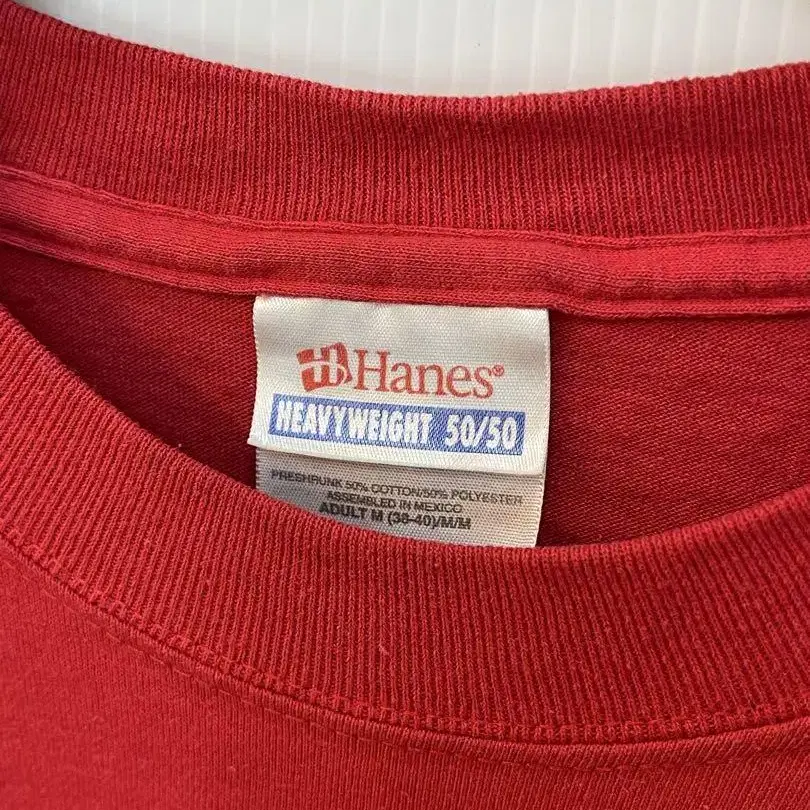 Hanes®
HEAVYWEIGHT 50/50
PRESHRUNK 50% COTTON/50% POLYESTER
ASSEMBLED IN MEXICO
ADULT M (38-40)/M/M